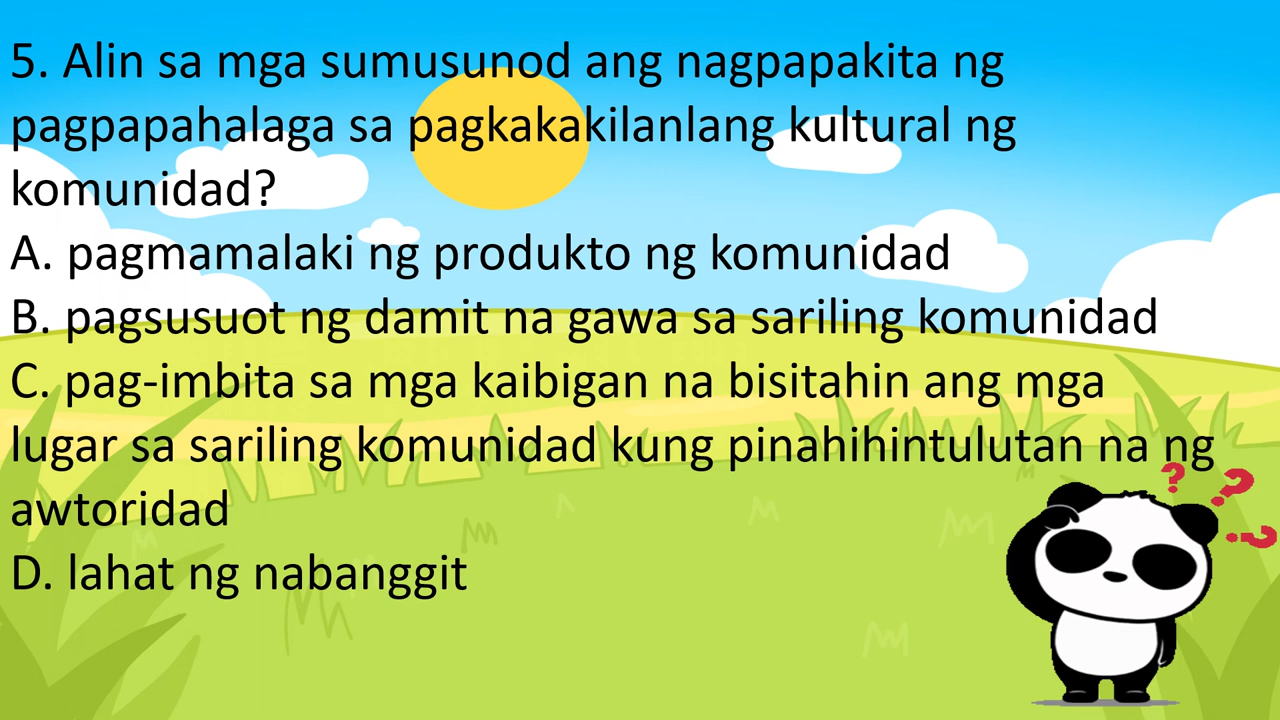 5. Alin sa mga sumusunod ang nagpapakita ng
pagpapahalaga sa pagkakakilanlang kultural ng
komunidad?
A. pagmamalaki ng produkto ng komunidad
B. pagsusuot ng damit na gawa sa sariling komunidad
C. pag-imbita sa mga kaibigan na bisitahin ang mga
lugar sa sariling komunidad kung pinahihintulutan na ng
awtoridad
D. lahat ng nabanggit
? ? ?